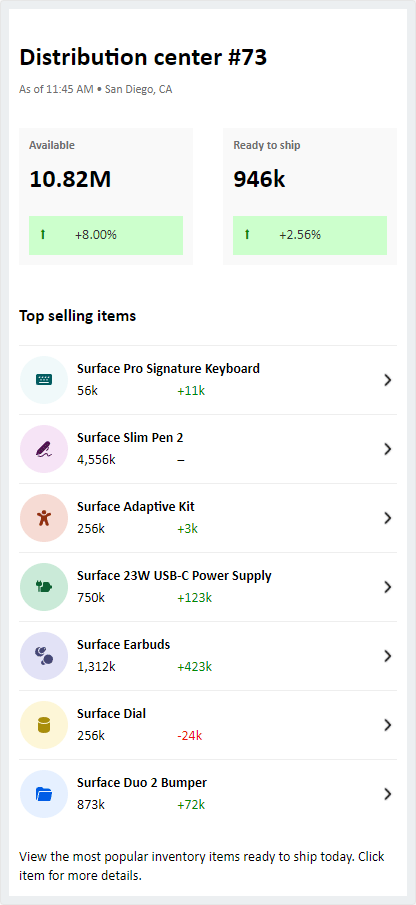 Distribution center #73
As of 11:45 AM • San Diego, CA
Available
10.82M
+8.00%
Ready to ship
946k
+2.56%
Top selling items
Surface Pro Signature Keyboard
56k +11k
Surface Slim Pen 2
4,556k –
Surface Adaptive Kit
256k +3k
Surface 23W USB-C Power Supply
750k +123k
Surface Earbuds
1,312k +423k
Surface Dial
256k -24k
Surface Duo 2 Bumper
873k +72k
View the most popular inventory items ready to ship today. Click
item for more details.